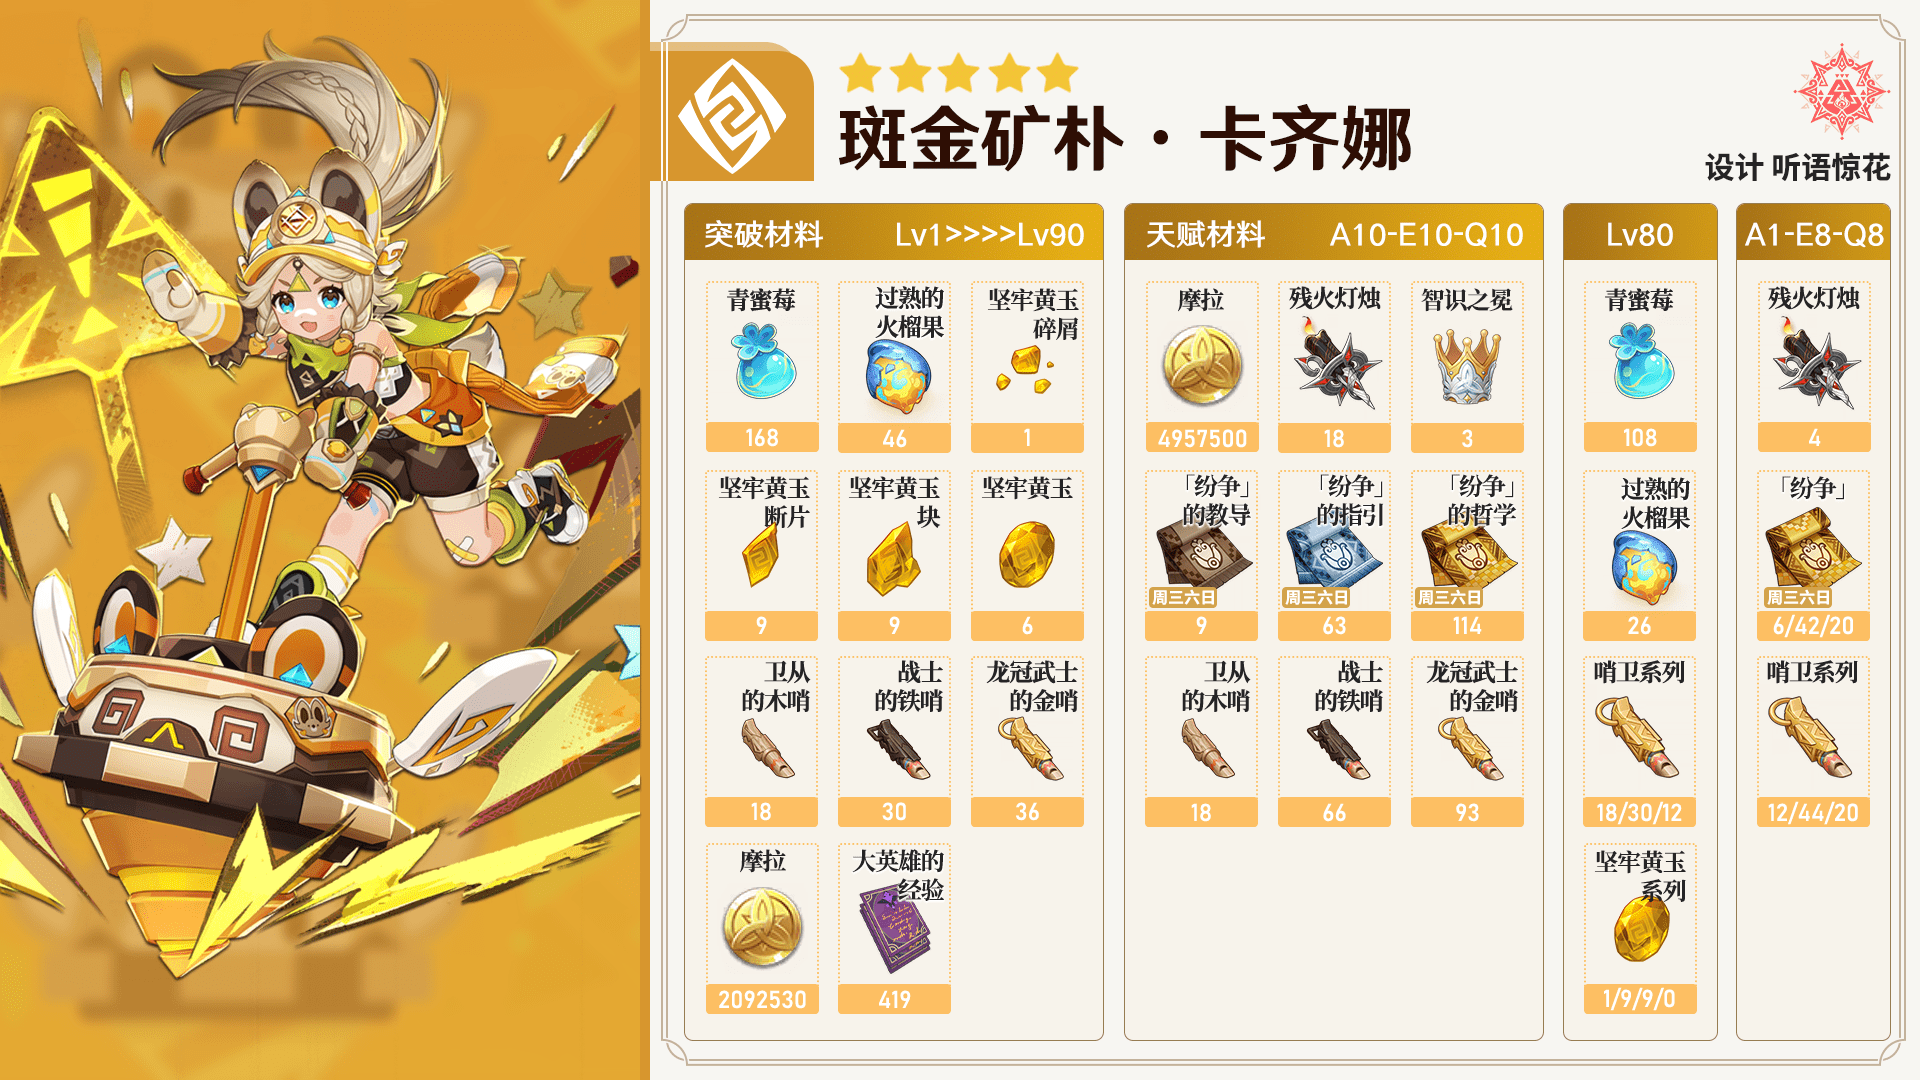 斑金矿朴·卡齐娜
设计 听语惊花
突破材料 Lv1>>>>Lv90
青蜜莓
168
过熟的
火榴果
46
坚牢黄玉
碎屑
1
坚牢黄玉
断片
9
坚牢黄玉
块
9
坚牢黄玉
6
卫从
的木哨
18
战士
的铁哨
30
龙冠武士
的金哨
36
摩拉
2092530
大英雄的
经验
419
天赋材料 A10-E10-Q10
摩拉
4957500
残火灯烛
18
智识之冕
3
「纷争」
的教导
周三六日
9
「纷争」
的指引
周三六日
63
「纷争」
的哲学
周三六日
114
卫从
的木哨
18
战士
的铁哨
66
龙冠武士
的金哨
93
Lv80
青蜜莓
108
过熟的
火榴果
26
哨卫系列
18/30/12
坚牢黄玉
系列
1/9/9/0
A1-E8-Q8
残火灯烛
4
「纷争」
周三六日
6/42/20
哨卫系列
12/44/20